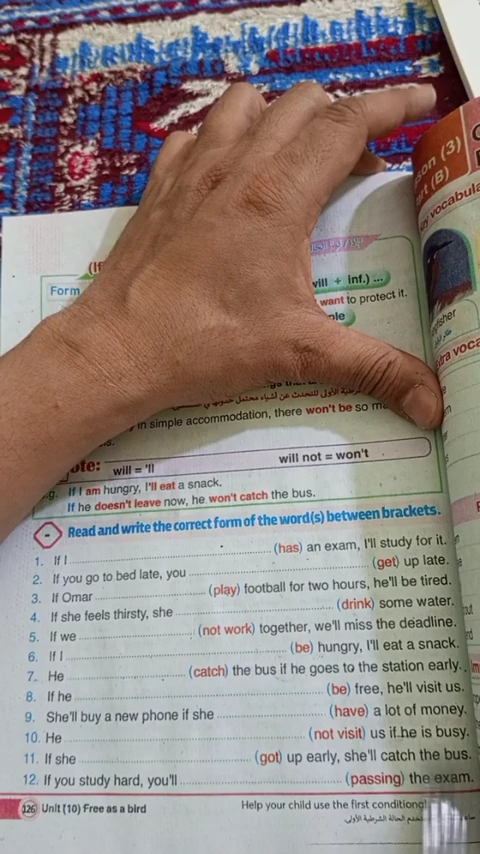 (If
Form
will + inf.) ...
want to protect it.
in simple accommodation, there won't be so
ote: will = 'll will not = won't
.g. If I am hungry, I'll eat a snack.
If he doesn't leave now, he won't catch the bus.
Read and write the correct form of the word(s) between brackets.
1. If I ........ (has) an exam, I'll study for it.
2. If you go to bed late, you ........ (get) up late.
3. If Omar ........ (play) football for two hours, he'll be tired.
4. If she feels thirsty, she ........ (drink) some water.
5. If we ........ (not work) together, we'll miss the deadline.
6. If I ........ (be) hungry, I'll eat a snack.
7. He ........ (catch) the bus if he goes to the station early.
8. If he ........ (be) free, he'll visit us.
9. She'll buy a new phone if she ........ (have) a lot of money.
10. He ........ (not visit) us if he is busy.
11. If she ........ (got) up early, she'll catch the bus.
12. If you study hard, you'll ........ (passing) the exam.
126 Unit (10) Free as a bird Help your child use the first conditional
الحالة الشرطية الأولى
son (3)
rt (B)
ey vocabula
fisher
tra voca